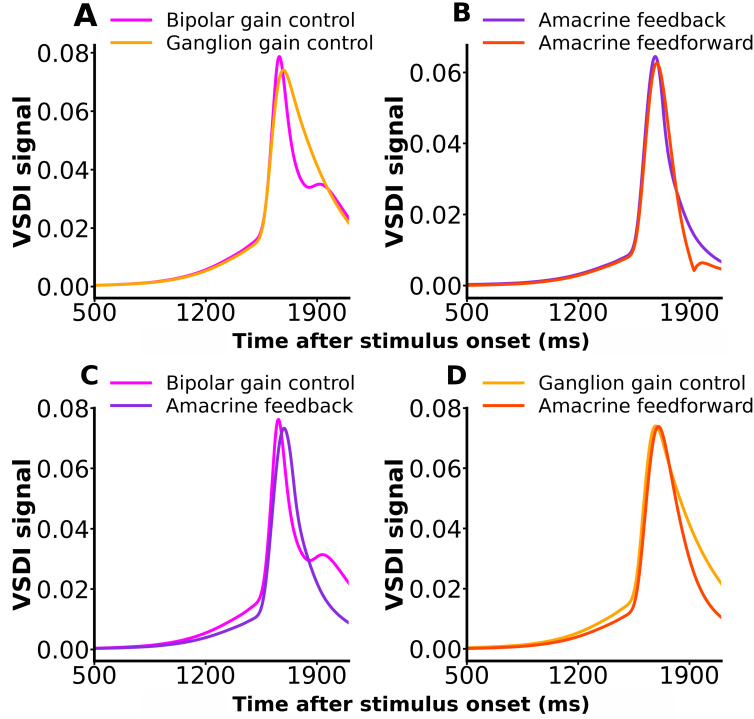 A
Bipolar gain control
Ganglion gain control
VSDI signal
0.08
0.06
0.04
0.02
0.00
500
1200
1900
B
Amacrine feedback
Amacrine feedforward
VSDI signal
0.06
0.04
0.02
0.00
500
1200
1900
Time after stimulus onset (ms)
C
Bipolar gain control
Amacrine feedback
VSDI signal
0.08
0.06
0.04
0.02
0.00
500
1200
1900
D
Ganglion gain control
Amacrine feedforward
VSDI signal
0.08
0.06
0.04
0.02
0.00
500
1200
1900
Time after stimulus onset (ms)